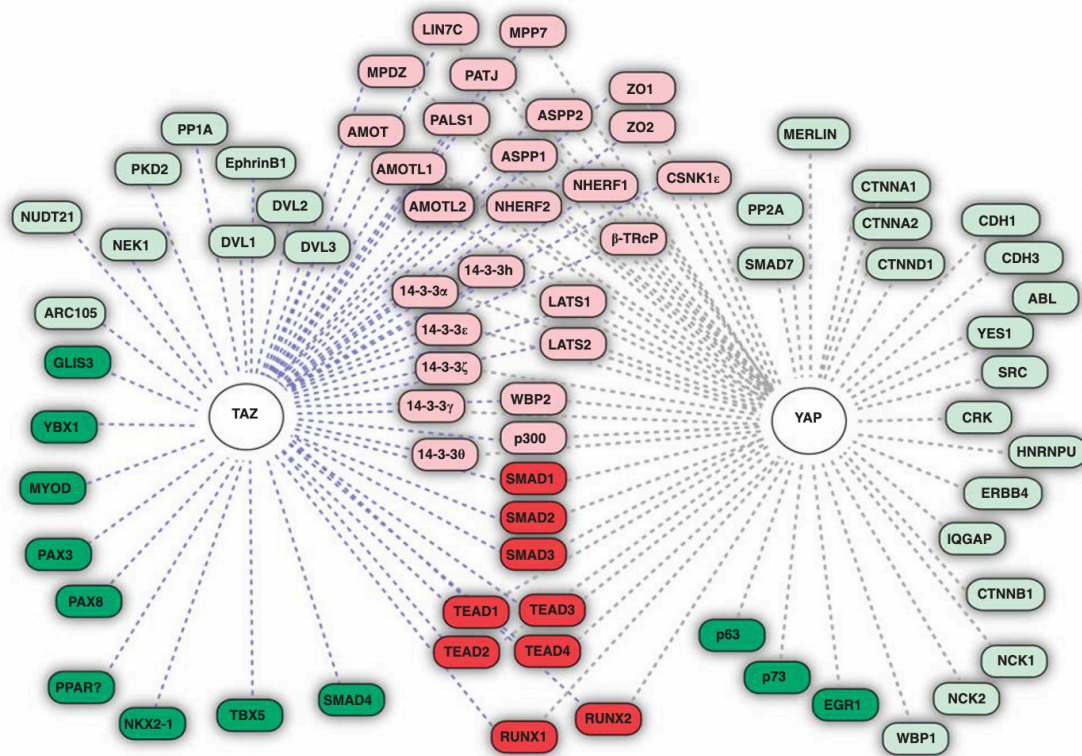 LIN7C
MPP7
MPDZ
PATJ
ZO1
PP1A
AMOT
PALS1
ASPP2
ZO2
MERLIN
PKD2
EphrinB1
AMOTL1
ASPP1
NHERF1
CSNK1ε
CTNNA1
NUDT21
DVL2
AMOTL2
NHERF2
PP2A
CTNNA2
CDH1
NEK1
DVL1
DVL3
β-TRcP
SMAD7
CTNND1
CDH3
14-3-3h
14-3-3α
LATS1
ABL
ARC105
14-3-3ε
LATS2
YES1
GLIS3
14-3-3ζ
SRC
TAZ
14-3-3γ
WBP2
YAP
CRK
YBX1
p300
14-3-3θ
HNRNPU
MYOD
SMAD1
ERBB4
SMAD2
PAX3
SMAD3
IQGAP
PAX8
TEAD1
TEAD3
CTNNB1
TEAD2
TEAD4
p63
NCK1
PPAR?
SMAD4
p73
NCK2
NKX2-1
TBX5
RUNX1
RUNX2
EGR1
WBP1